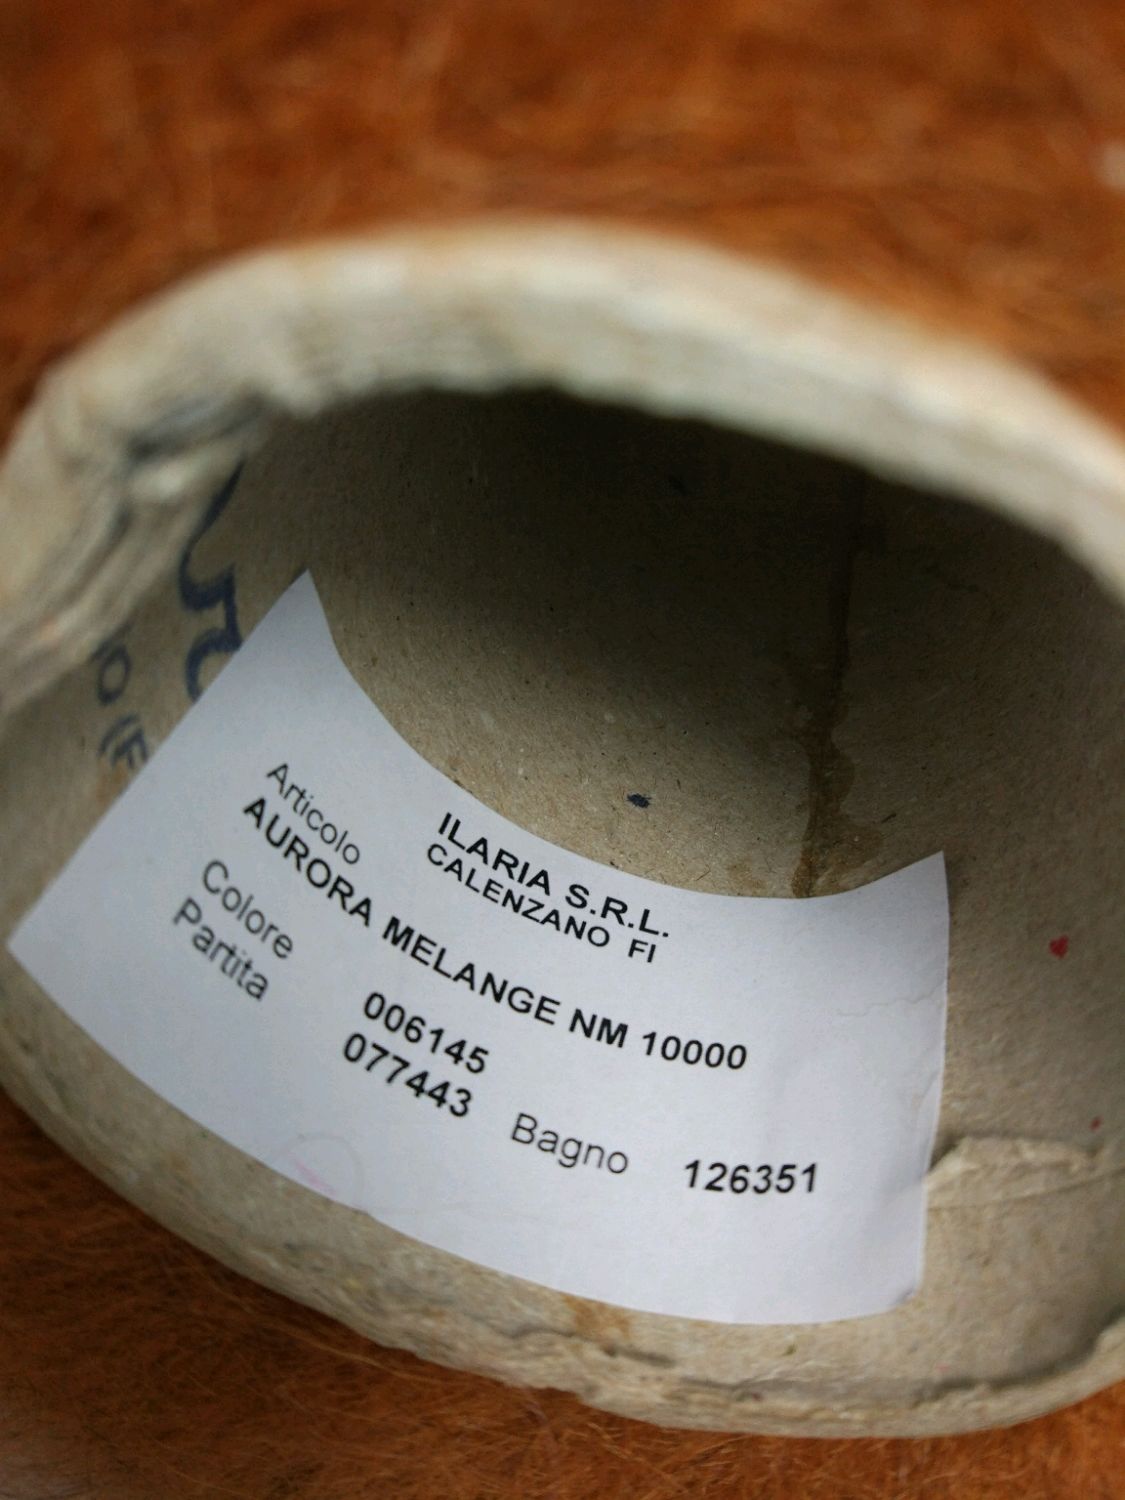 ILARIA S.R.L.
CALENZANO FI
Articolo
AURORA MELANGE NM 10000
Colore 006145
Partita 077443 Bagno 126351